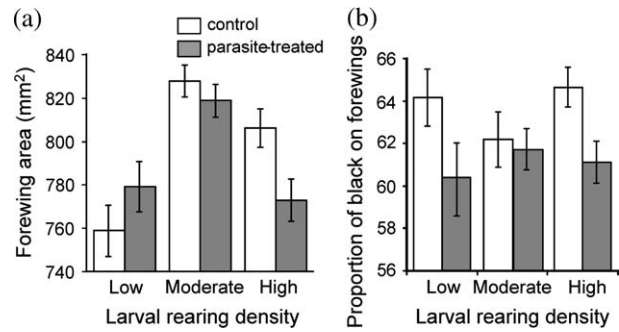 (a)
control
parasite-treated
Forewing area (mm²)
840
820
800
780
760
740
Low Moderate High
Larval rearing density
(b)
Proportion of black on forewings
66
64
62
60
58
56
Low Moderate High
Larval rearing density